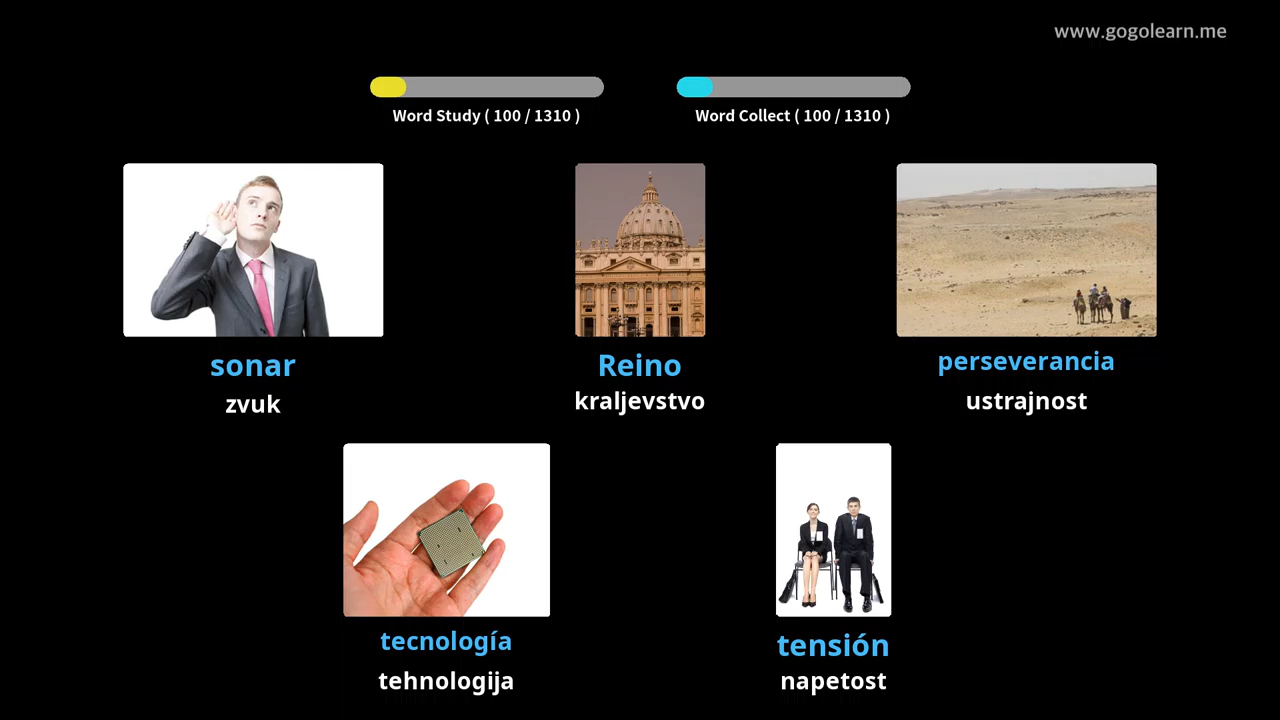 www.gogolearn.me
Word Study ( 100 / 1310 )
Word Collect ( 100 / 1310 )
sonar
zvuk
Reino
kraljevstvo
perseverancia
ustrajnost
tecnología
tehnologija
tensión
napetost